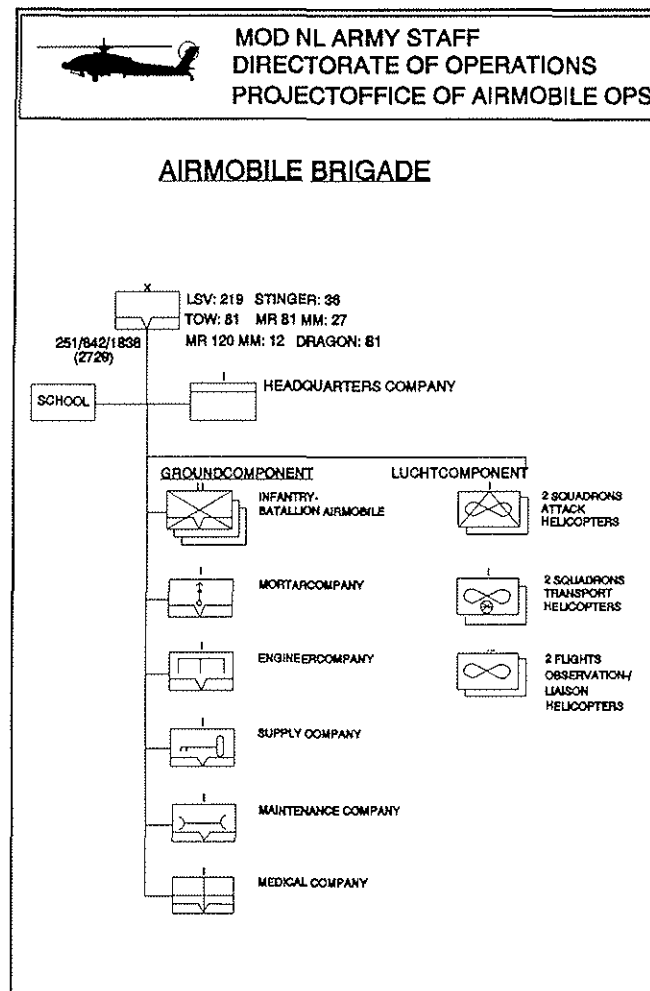 MOD NL ARMY STAFF
DIRECTORATE OF OPERATIONS
PROJECTOFFICE OF AIRMOBILE OPS
AIRMOBILE BRIGADE
X
LSV: 219 STINGER: 36
TOW: 81 MR 81 MM: 27
MR 120 MM: 12 DRAGON: 81
251/642/1836
(2729)
SCHOOL
I
HEADQUARTERS COMPANY
GROUNDCOMPONENT
LUCHTCOMPONENT
II
INFANTRY-
BATALLION AIRMOBILE
I
2 SQUADRONS
ATTACK
HELICOPTERS
I
MORTARCOMPANY
I
2 SQUADRONS
TRANSPORT
HELICOPTERS
I
ENGINEERCOMPANY
2 FLIGHTS
OBSERVATION-/
LIAISON
HELICOPTERS
I
SUPPLY COMPANY
I
MAINTENANCE COMPANY
I
MEDICAL COMPANY